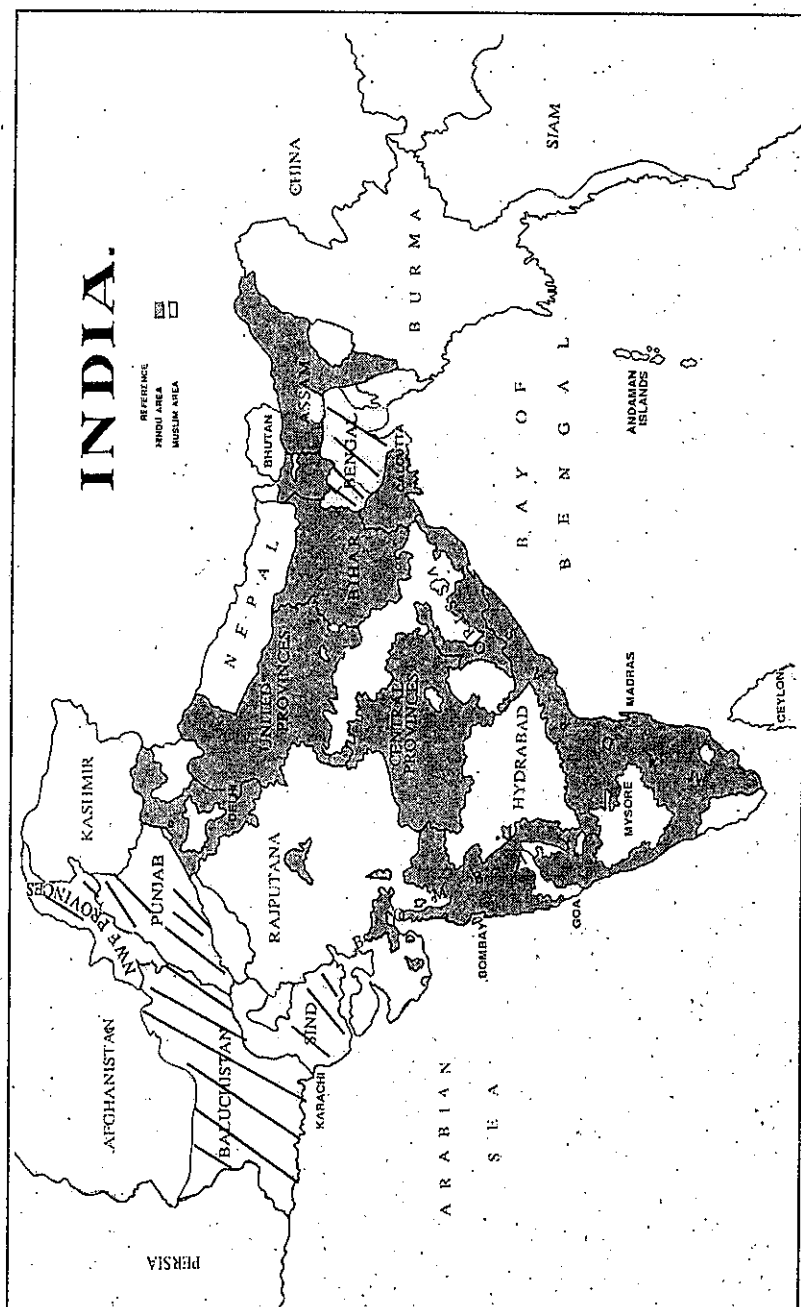 INDIA.
REFERENCE
HINDU AREA
MUSLIM AREA
PERSIA
AFGHANISTAN
BALUCHISTAN
KARACHI
SIND
N W F PROVINCES
PUNJAB
KASHMIR
DELHI
RAJPUTANA
UNITED
PROVINCES
NEPAL
BHUTAN
ASSAM
BENGAL
CALCUTTA
BIHAR
CENTRAL
PROVINCES
BOMBAY
GOA
HYDRABAD
MYSORE
MADRAS
CEYLON
CHINA
BURMA
SIAM
ARABIAN
SEA
BAY OF
BENGAL
ANDAMAN
ISLANDS